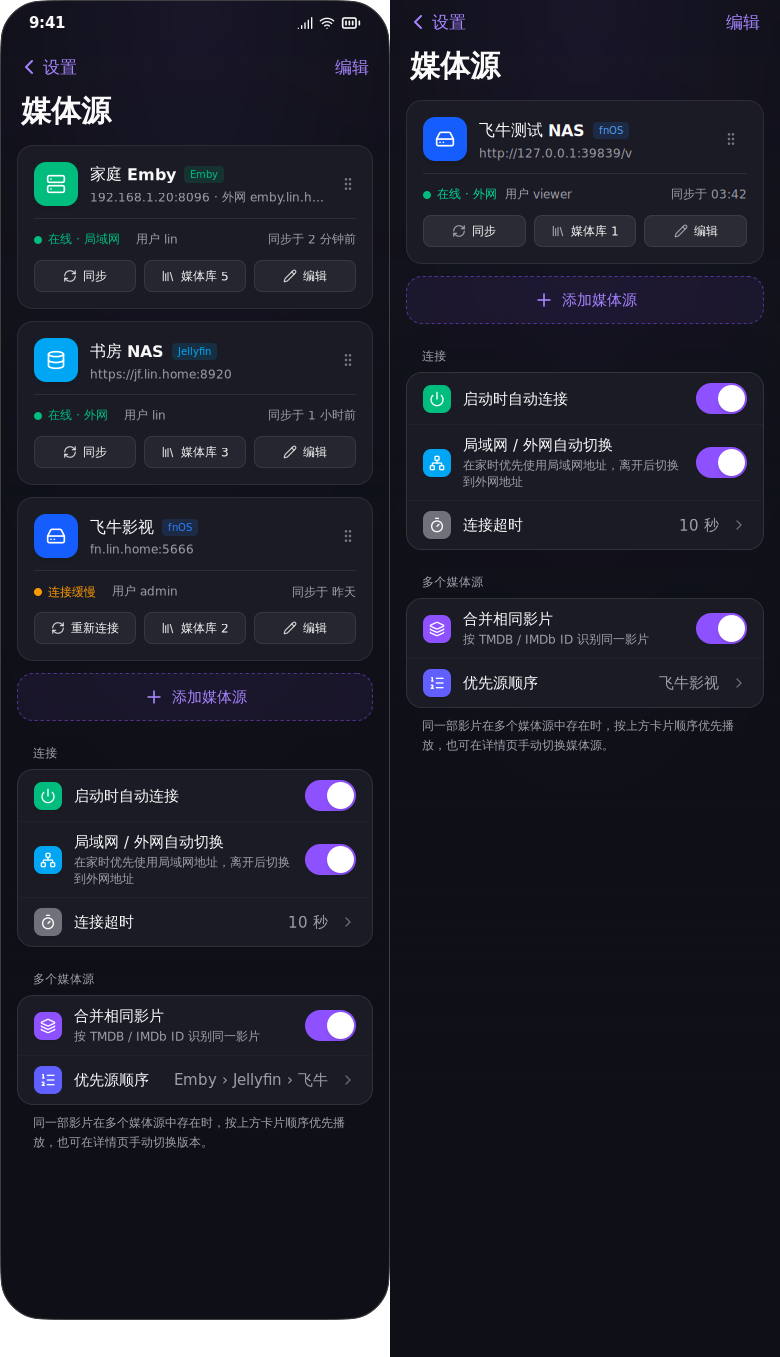 9:41
设置
编辑
媒体源
家庭 Emby
Emby
192.168.1.20:8096 · 外网 emby.lin.h...
在线 · 局域网
用户 lin
同步于 2 分钟前
同步
媒体库 5
编辑
书房 NAS
Jellyfin
https://jf.lin.home:8920
在线 · 外网
用户 lin
同步于 1 小时前
同步
媒体库 3
编辑
飞牛影视
fnOS
fn.lin.home:5666
连接缓慢
用户 admin
同步于 昨天
重新连接
媒体库 2
编辑
添加媒体源
连接
启动时自动连接
局域网 / 外网自动切换
在家时优先使用局域网地址，离开后切换
到外网地址
连接超时
10 秒
多个媒体源
合并相同影片
按 TMDB / IMDb ID 识别同一影片
优先源顺序
Emby › Jellyfin › 飞牛
同一部影片在多个媒体源中存在时，按上方卡片顺序优先播
放，也可在详情页手动切换版本。
设置
编辑
媒体源
飞牛测试 NAS
fnOS
http://127.0.0.1:39839/v
在线 · 外网
用户 viewer
同步于 03:42
同步
媒体库 1
编辑
添加媒体源
连接
启动时自动连接
局域网 / 外网自动切换
在家时优先使用局域网地址，离开后切换
到外网地址
连接超时
10 秒
多个媒体源
合并相同影片
按 TMDB / IMDb ID 识别同一影片
优先源顺序
飞牛影视
同一部影片在多个媒体源中存在时，按上方卡片顺序优先播
放，也可在详情页手动切换媒体源。